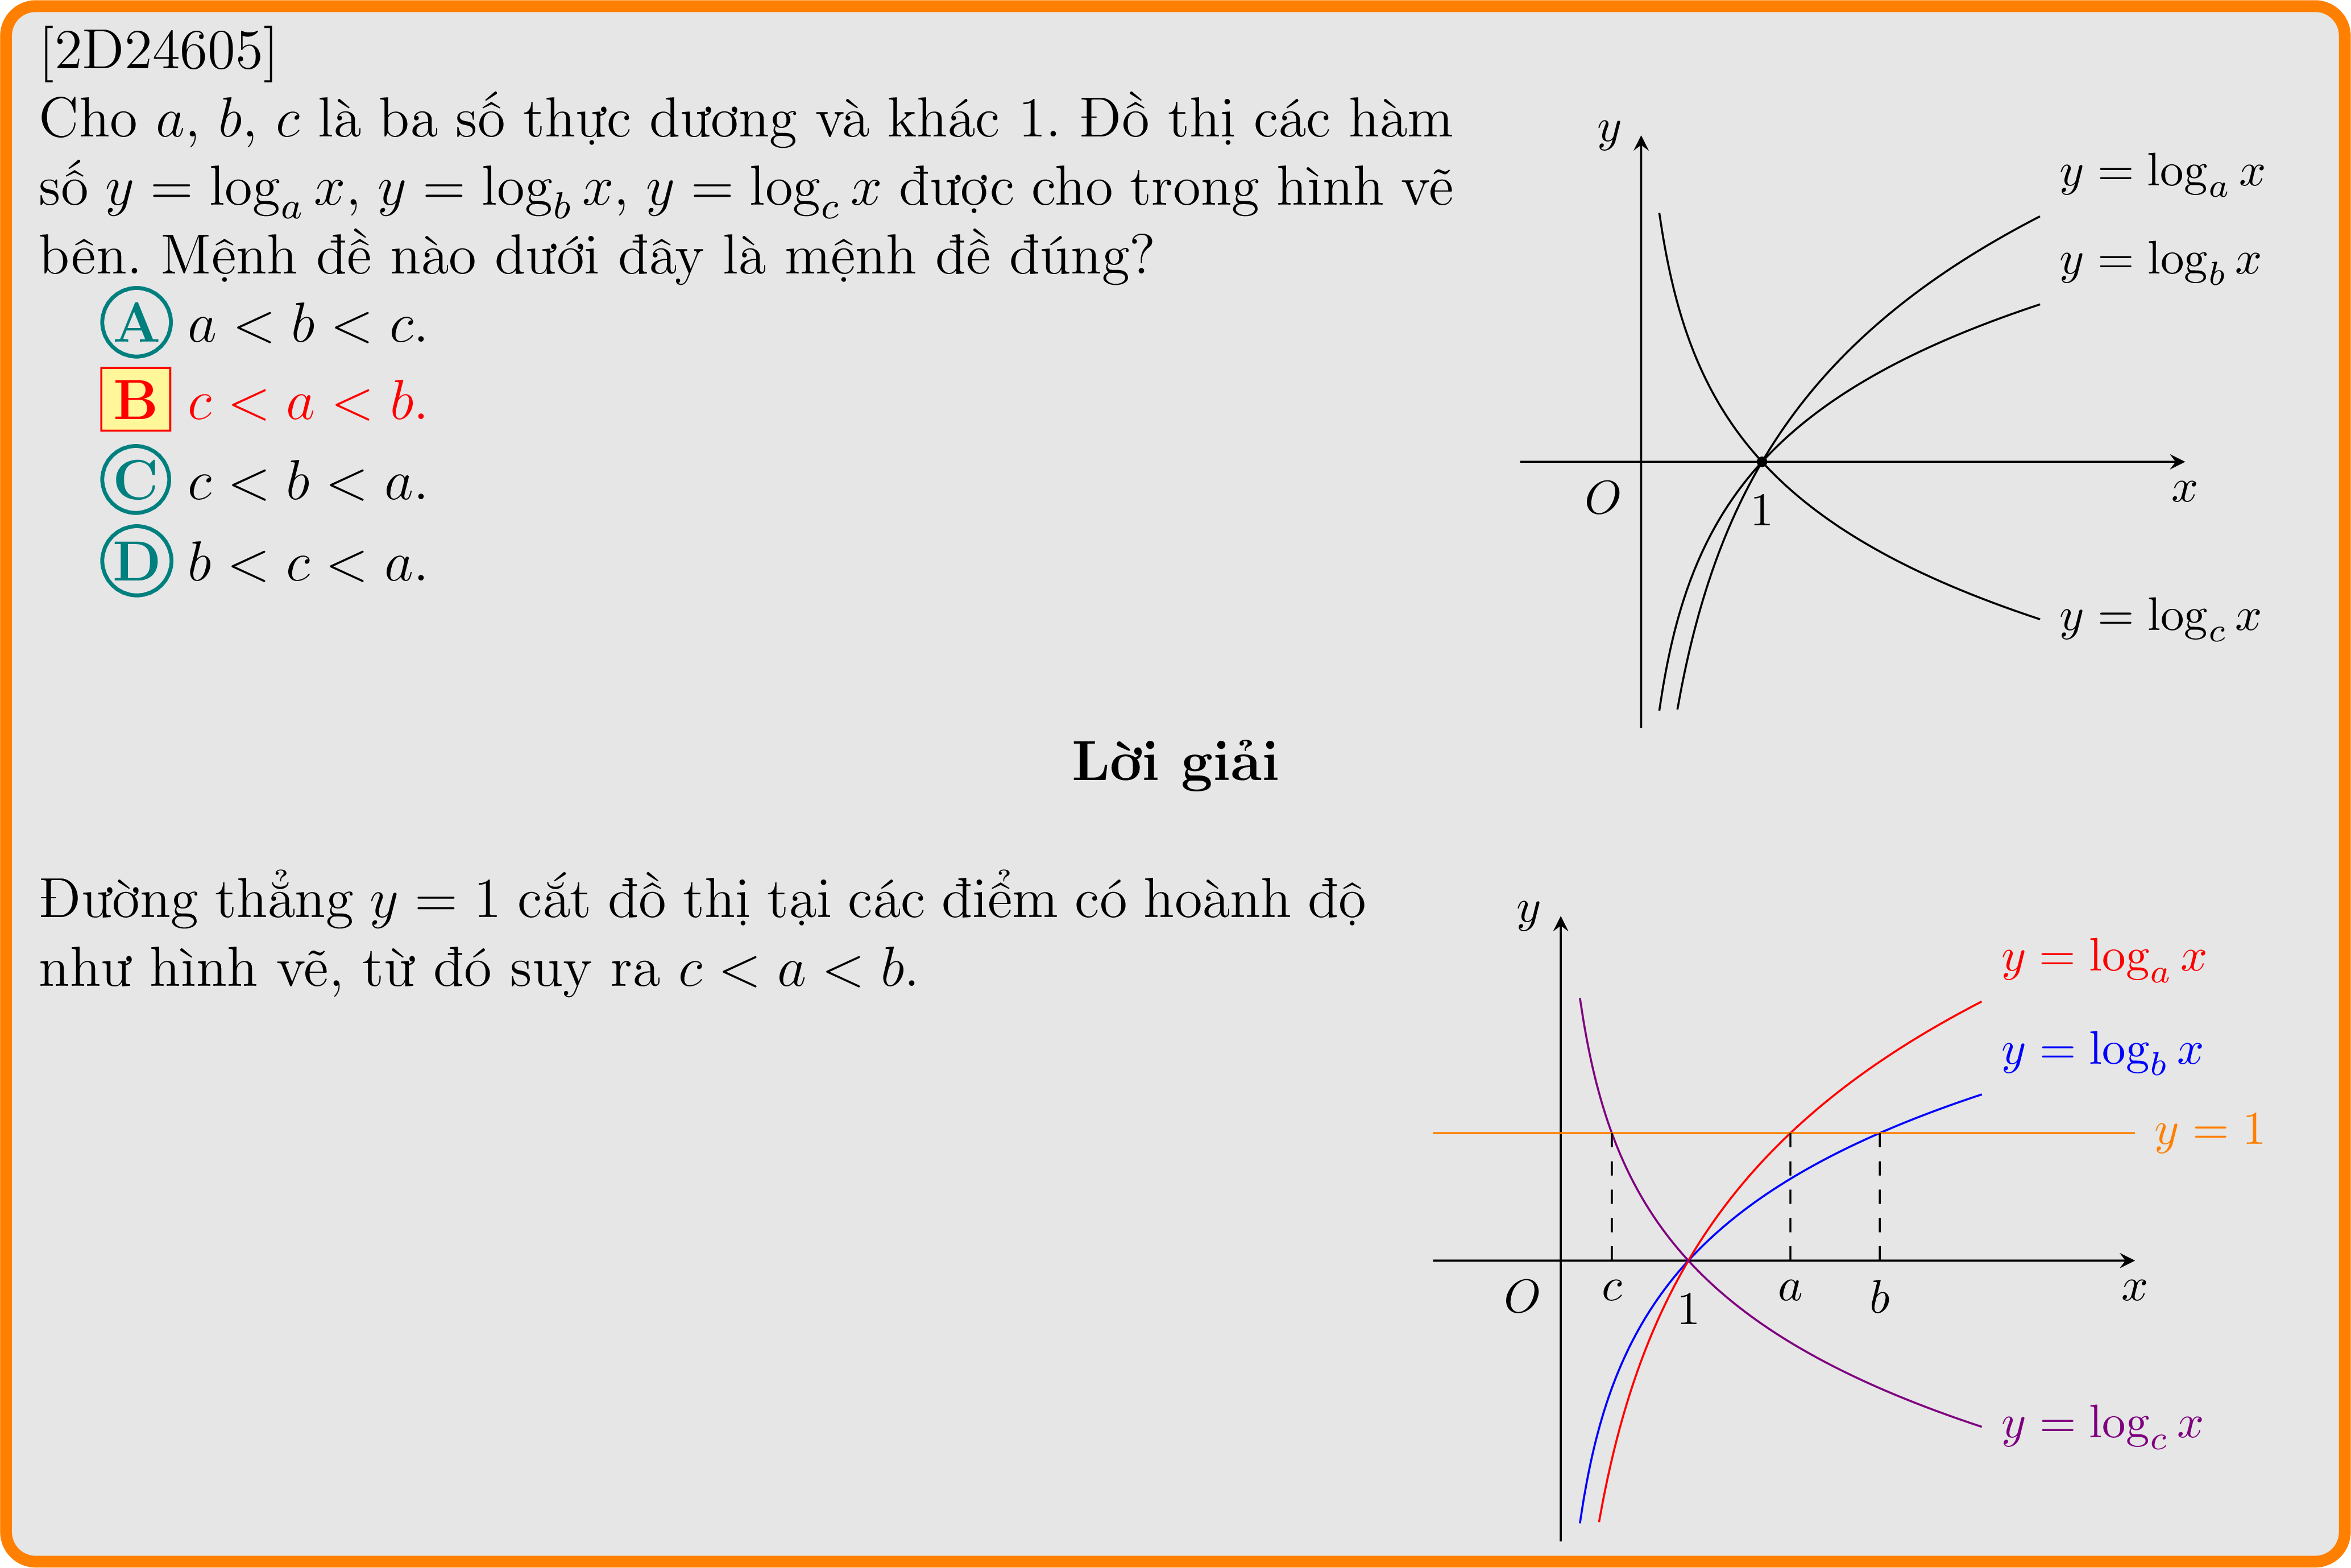 [2D24605]
Cho a, b, c là ba số thực dương và khác 1. Đồ thị các hàm
số y = log_a x, y = log_b x, y = log_c x được cho trong hình vẽ
bên. Mệnh đề nào dưới đây là mệnh đề đúng?
A a < b < c.
B c < a < b.
C c < b < a.
D b < c < a.
y
y = log_a x
y = log_b x
O
1
x
y = log_c x
Lời giải
Đường thẳng y = 1 cắt đồ thị tại các điểm có hoành độ
như hình vẽ, từ đó suy ra c < a < b.
y
y = log_a x
y = log_b x
y = 1
O
c
1
a
b
x
y = log_c x